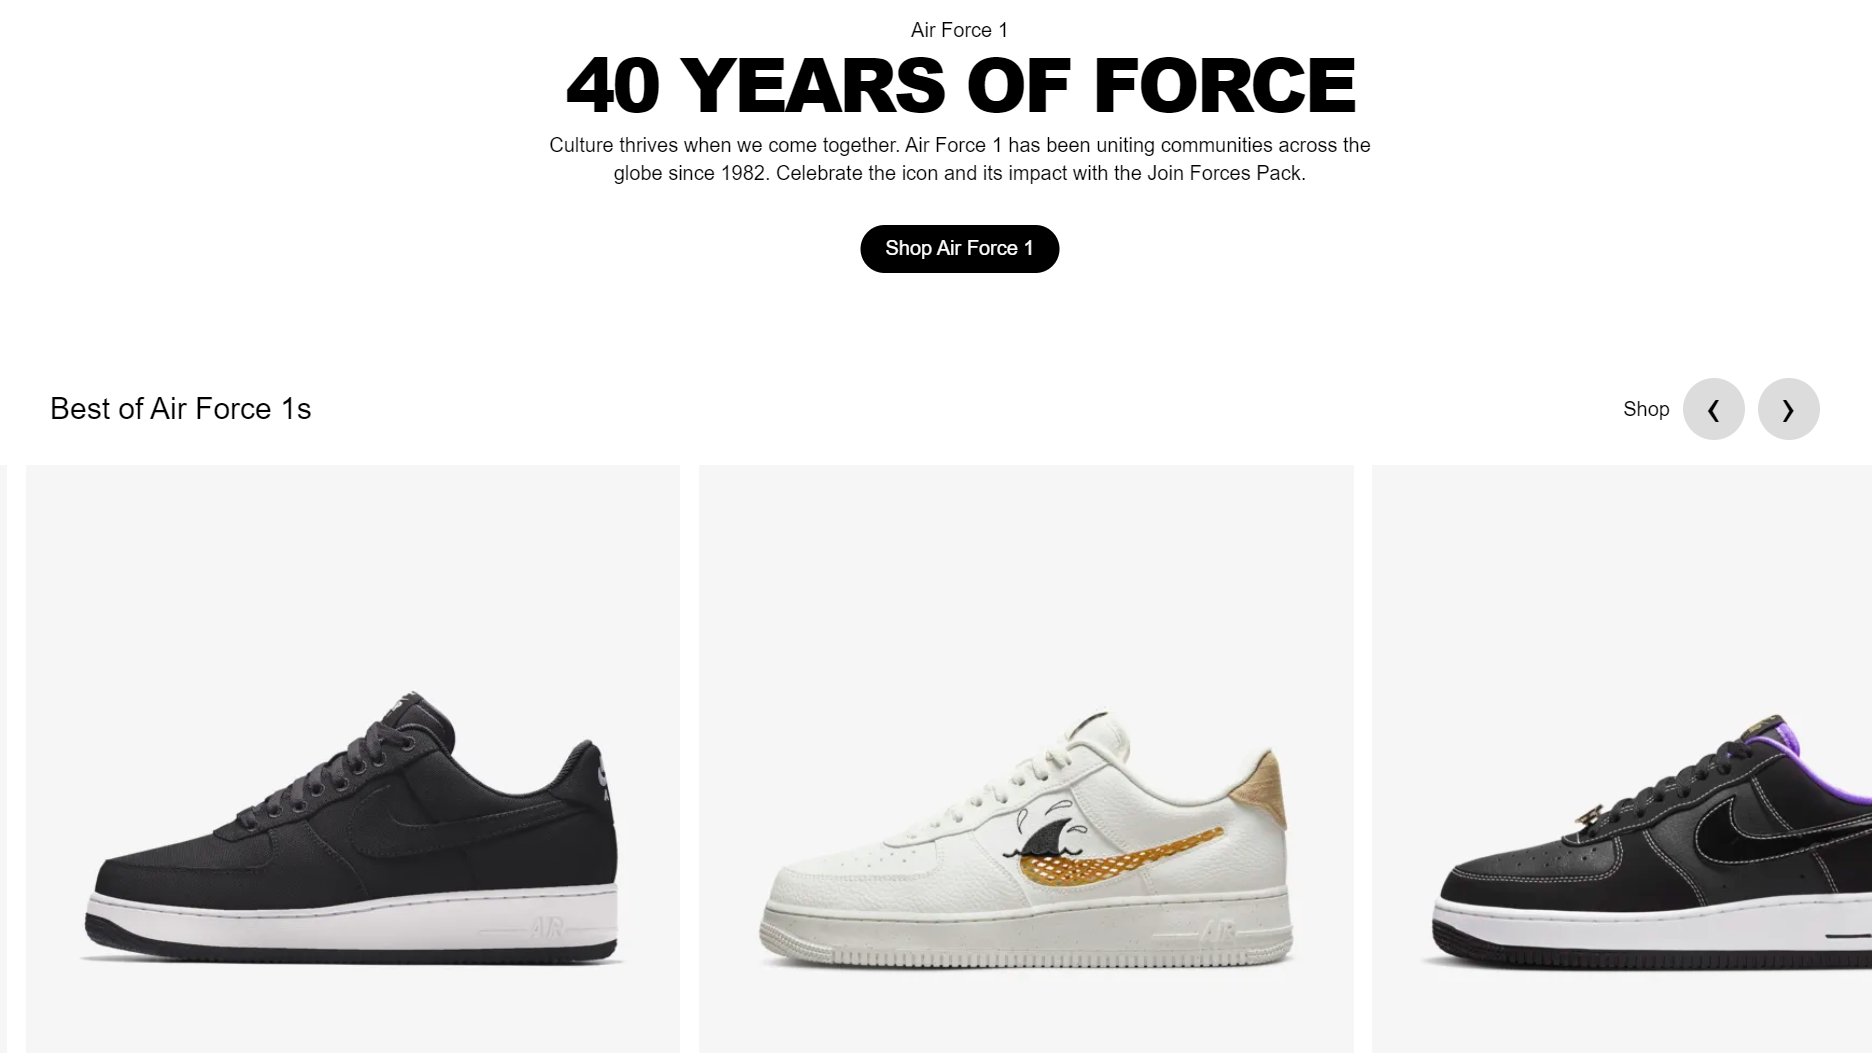 Air Force 1
40 YEARS OF FORCE
Culture thrives when we come together. Air Force 1 has been uniting communities across the
globe since 1982. Celebrate the icon and its impact with the Join Forces Pack.
Shop Air Force 1
Best of Air Force 1s
Shop
AIR
AIR